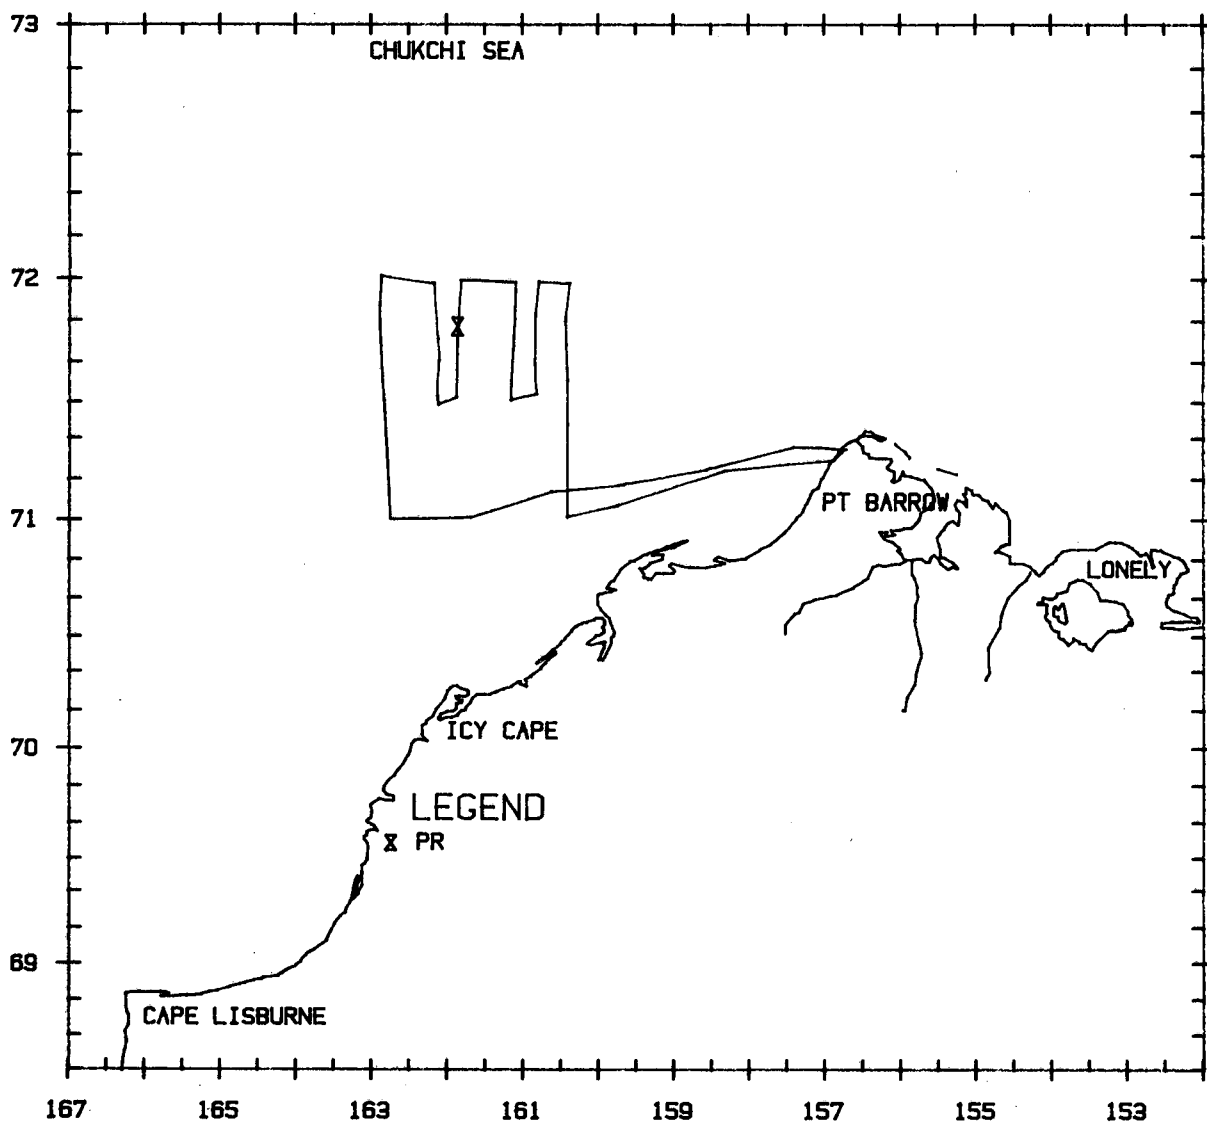 73
CHUKCHI SEA
72
71
PT BARROW
LONELY
ICY CAPE
70
LEGEND
PR
69
CAPE LISBURNE
167 165 163 161 159 157 155 153